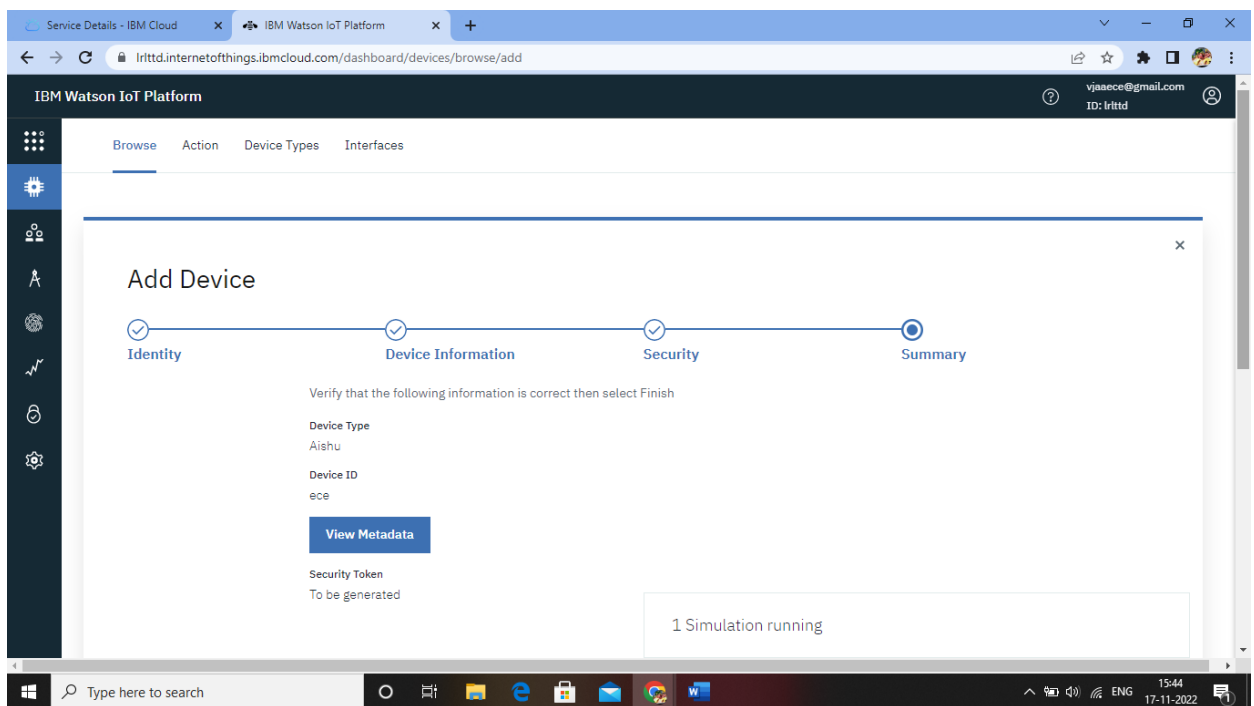 Service Details - IBM Cloud
IBM Watson IoT Platform
lrlttd.internetofthings.ibmcloud.com/dashboard/devices/browse/add
IBM Watson IoT Platform
vjaaece@gmail.com
ID: lrlttd
Browse Action Device Types Interfaces
Add Device
Identity Device Information Security Summary
Verify that the following information is correct then select Finish
Device Type
Aishu
Device ID
ece
View Metadata
Security Token
To be generated
1 Simulation running
Type here to search
ENG
15:44
17-11-2022